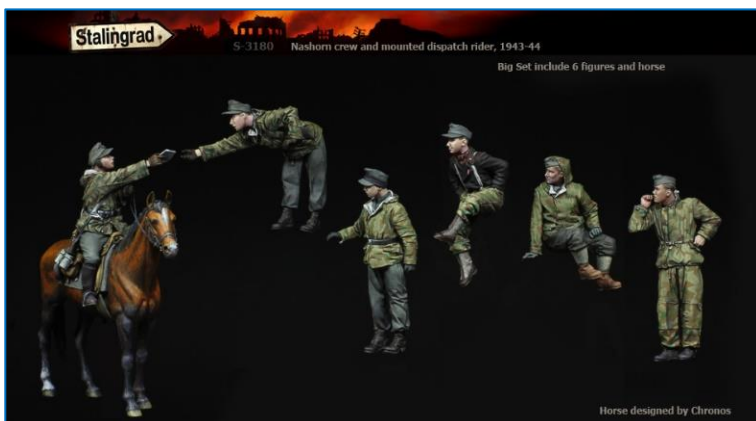 Stalingrad
S-3180 Nashorn crew and mounted dispatch rider, 1943-44
Big Set include 6 figures and horse
Horse designed by Chronos